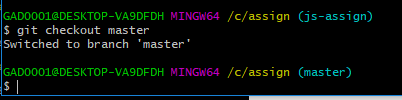 GAD0001@DESKTOP-VA9DFDH MINGW64 /c/assign (js-assign)
$ git checkout master
Switched to branch 'master'
GAD0001@DESKTOP-VA9DFDH MINGW64 /c/assign (master)
$